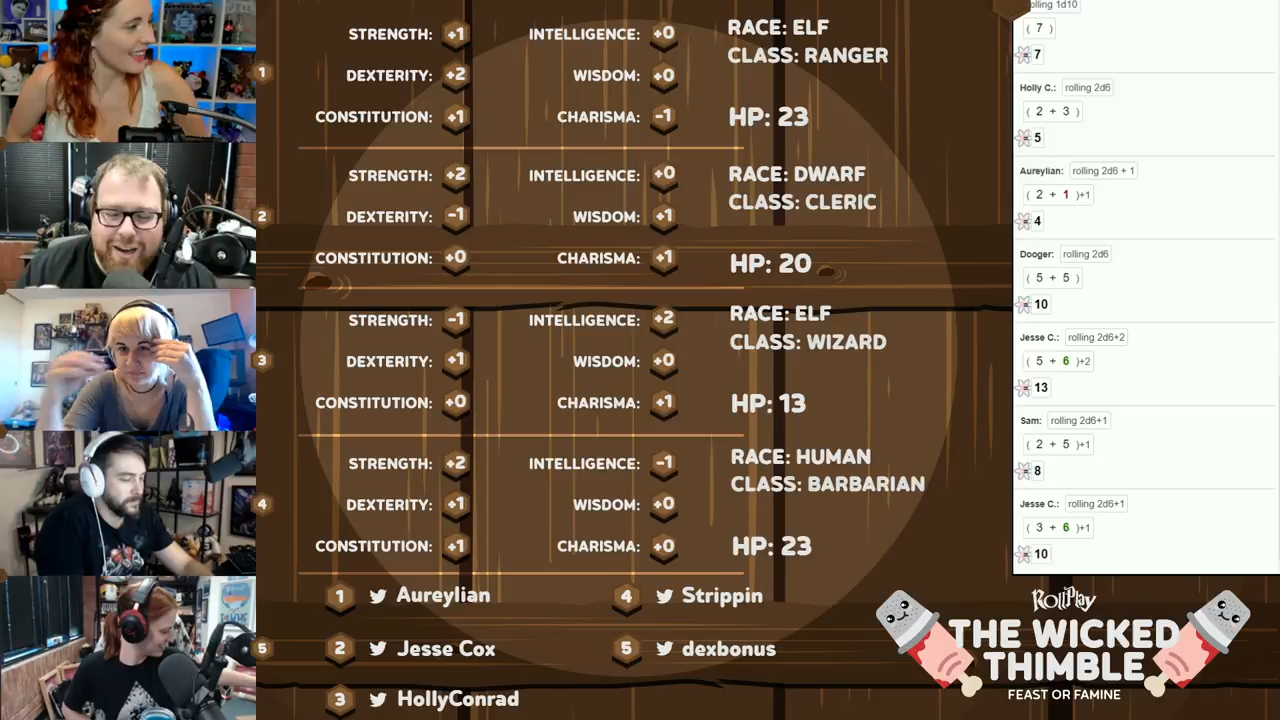 1
STRENGTH: +1 INTELLIGENCE: +0 RACE: ELF
CLASS: RANGER
DEXTERITY: +2 WISDOM: +0
CONSTITUTION: +1 CHARISMA: -1 HP: 23
2
STRENGTH: +2 INTELLIGENCE: +0 RACE: DWARF
CLASS: CLERIC
DEXTERITY: -1 WISDOM: +1
CONSTITUTION: +0 CHARISMA: +1 HP: 20
3
STRENGTH: -1 INTELLIGENCE: +2 RACE: ELF
CLASS: WIZARD
DEXTERITY: +1 WISDOM: +0
CONSTITUTION: +0 CHARISMA: +1 HP: 13
4
STRENGTH: +2 INTELLIGENCE: -1 RACE: HUMAN
CLASS: BARBARIAN
DEXTERITY: +1 WISDOM: +0
CONSTITUTION: +1 CHARISMA: +0 HP: 23
5
1 Aureylian 4 Strippin
2 Jesse Cox 5 dexbonus
3 HollyConrad
rolling 1d10
( 7 )
= 7
Holly C.: rolling 2d6
( 2 + 3 )
= 5
Aureylian: rolling 2d6 + 1
( 2 + 1 )+1
= 4
Dooger: rolling 2d6
( 5 + 5 )
= 10
Jesse C.: rolling 2d6+2
( 5 + 6 )+2
= 13
Sam: rolling 2d6+1
( 2 + 5 )+1
= 8
Jesse C.: rolling 2d6+1
( 3 + 6 )+1
= 10
RollPlay
THE WICKED
THIMBLE
FEAST OR FAMINE